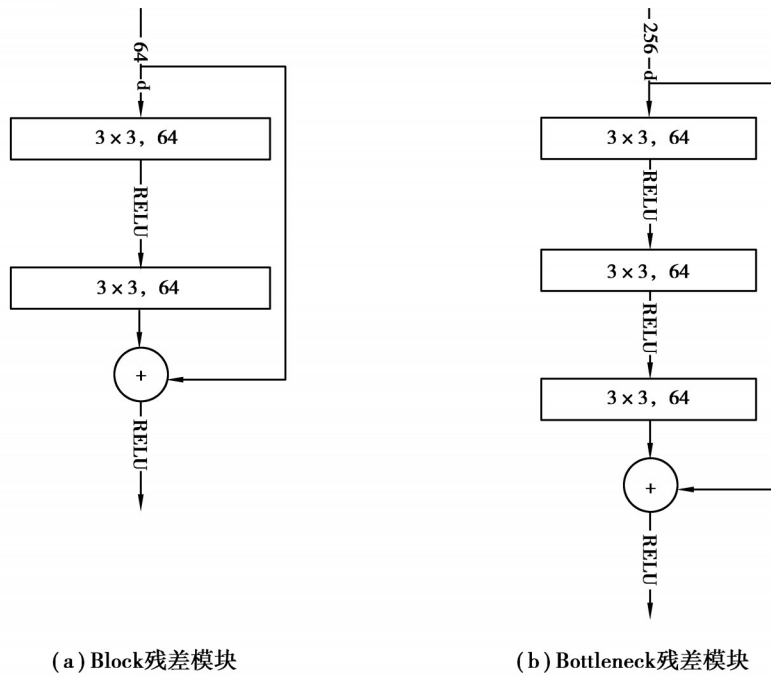 64-d
3×3, 64
RELU
3×3, 64
+
RELU
(a)Block残差模块
256-d
3×3, 64
RELU
3×3, 64
RELU
3×3, 64
+
RELU
(b)Bottleneck残差模块